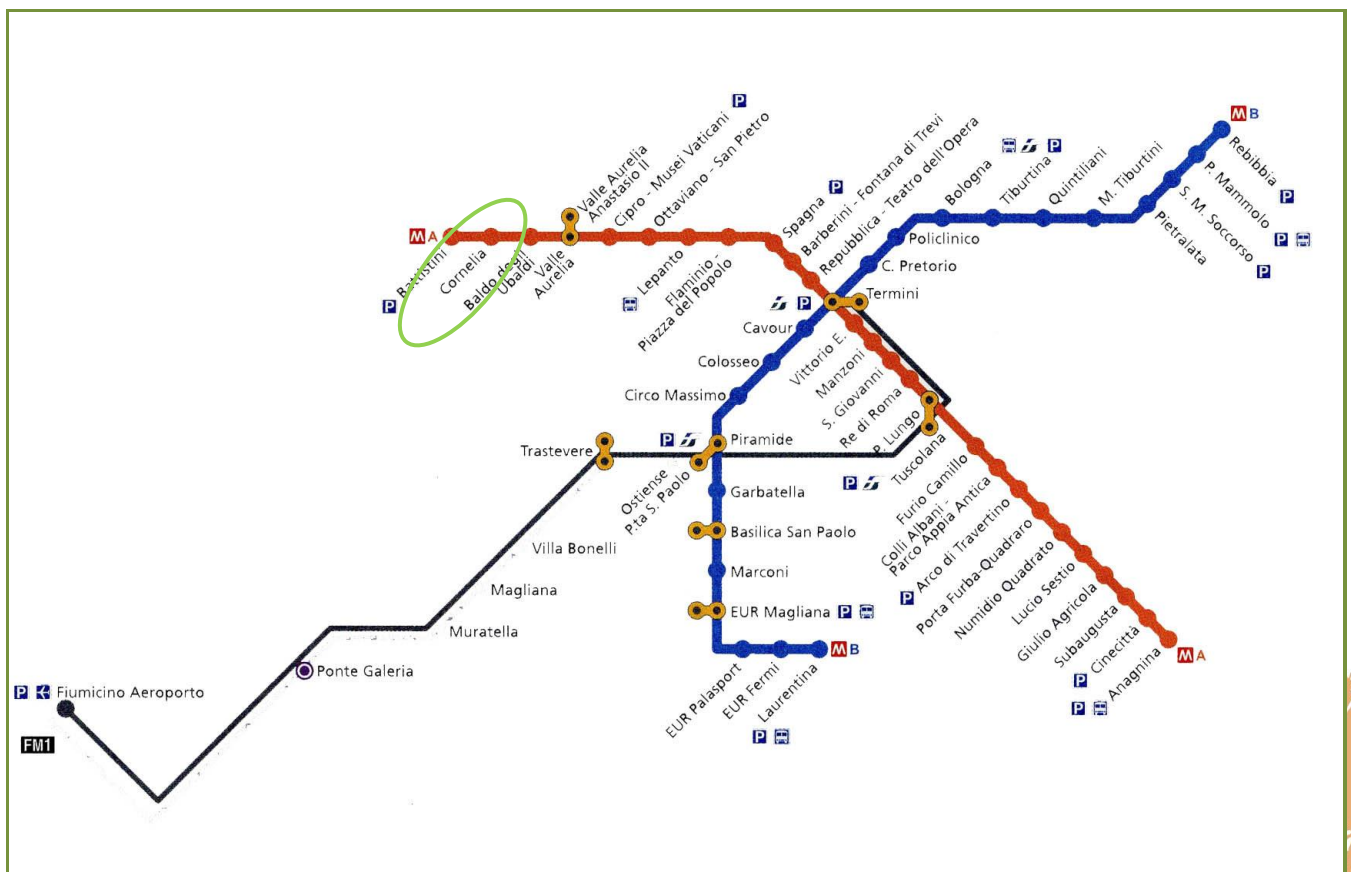 M A
Battistini
P
Cornelia
Baldo degli
Ubaldi
Valle
Aurelia
Valle Aurelia
Anastasio II
Cipro - Musei Vaticani
P
Ottaviano - San Pietro
Lepanto
Flaminio -
Piazza del Popolo
Spagna
P
Barberini - Fontana di Trevi
Repubblica - Teatro dell'Opera
Termini
P
Vittorio E.
Manzoni
S. Giovanni
Re di Roma
P. Lungo
Tuscolana
P
Furio Camillo
Colli Albani -
Parco Appia Antica
Arco di Travertino
P
Porta Furba-Quadraro
Numidio Quadrato
Lucio Sestio
Giulio Agricola
Subaugusta
Cinecittà
P
Anagnina
P
M A
M B
Rebibbia
P
P. Mammolo
P
S. M. Soccorso
P
Pietralata
M. Tiburtini
Quintiliani
Tiburtina
P
Bologna
Policlinico
C. Pretorio
Cavour
Colosseo
Circo Massimo
Piramide
P
Ostiense
P.ta S. Paolo
Garbatella
Basilica San Paolo
Marconi
EUR Magliana
P
EUR Palasport
EUR Fermi
Laurentina
P
M B
Trastevere
Villa Bonelli
Magliana
Muratella
Ponte Galeria
P
Fiumicino Aeroporto
FM1